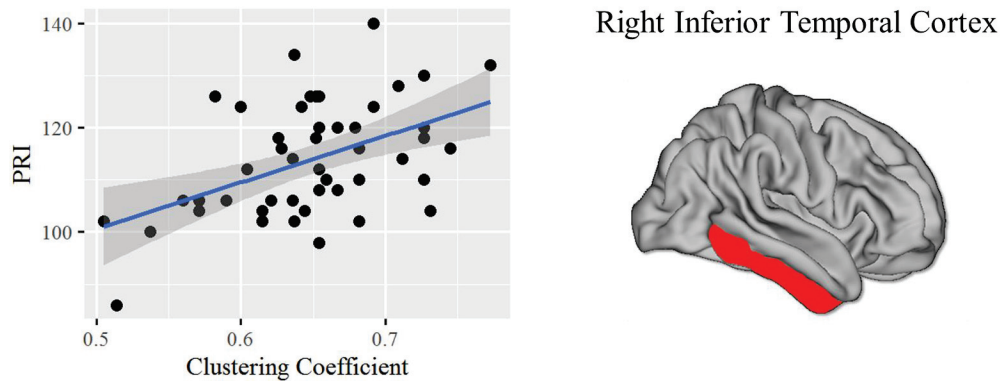 Right Inferior Temporal Cortex
140
120
100
PRI
0.5 0.6 0.7
Clustering Coefficient